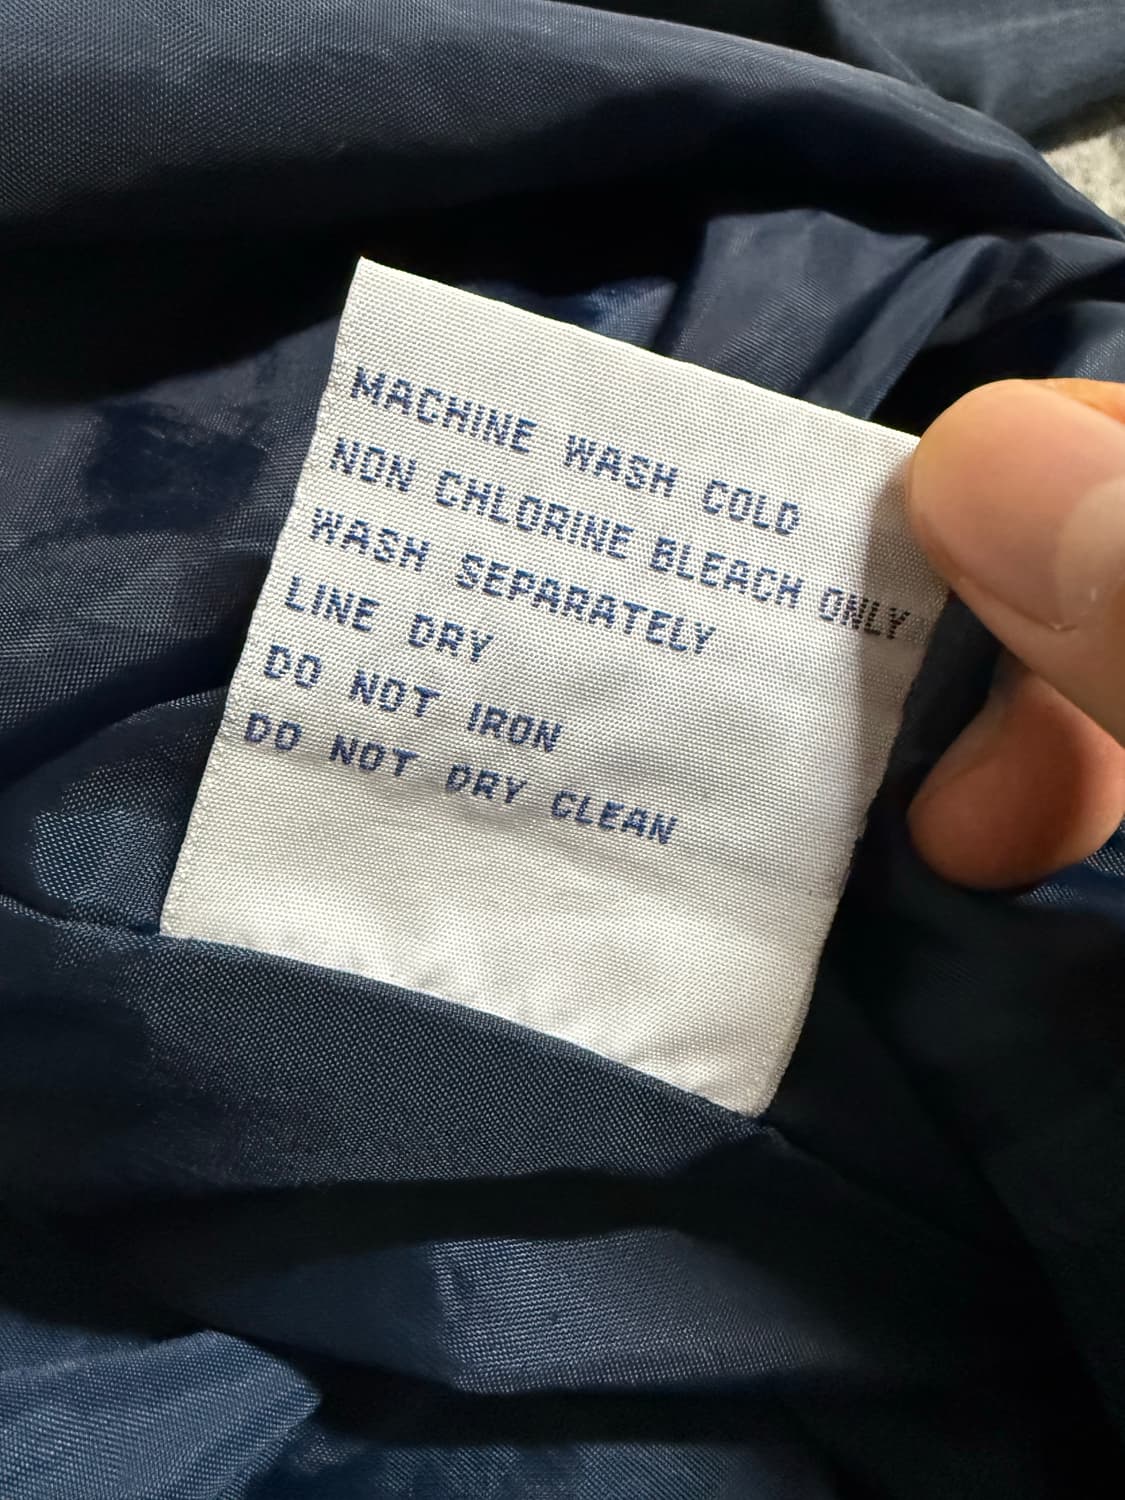 MACHINE WASH COLD
NON CHLORINE BLEACH ONLY
WASH SEPARATELY
LINE DRY
DO NOT IRON
DO NOT DRY CLEAN